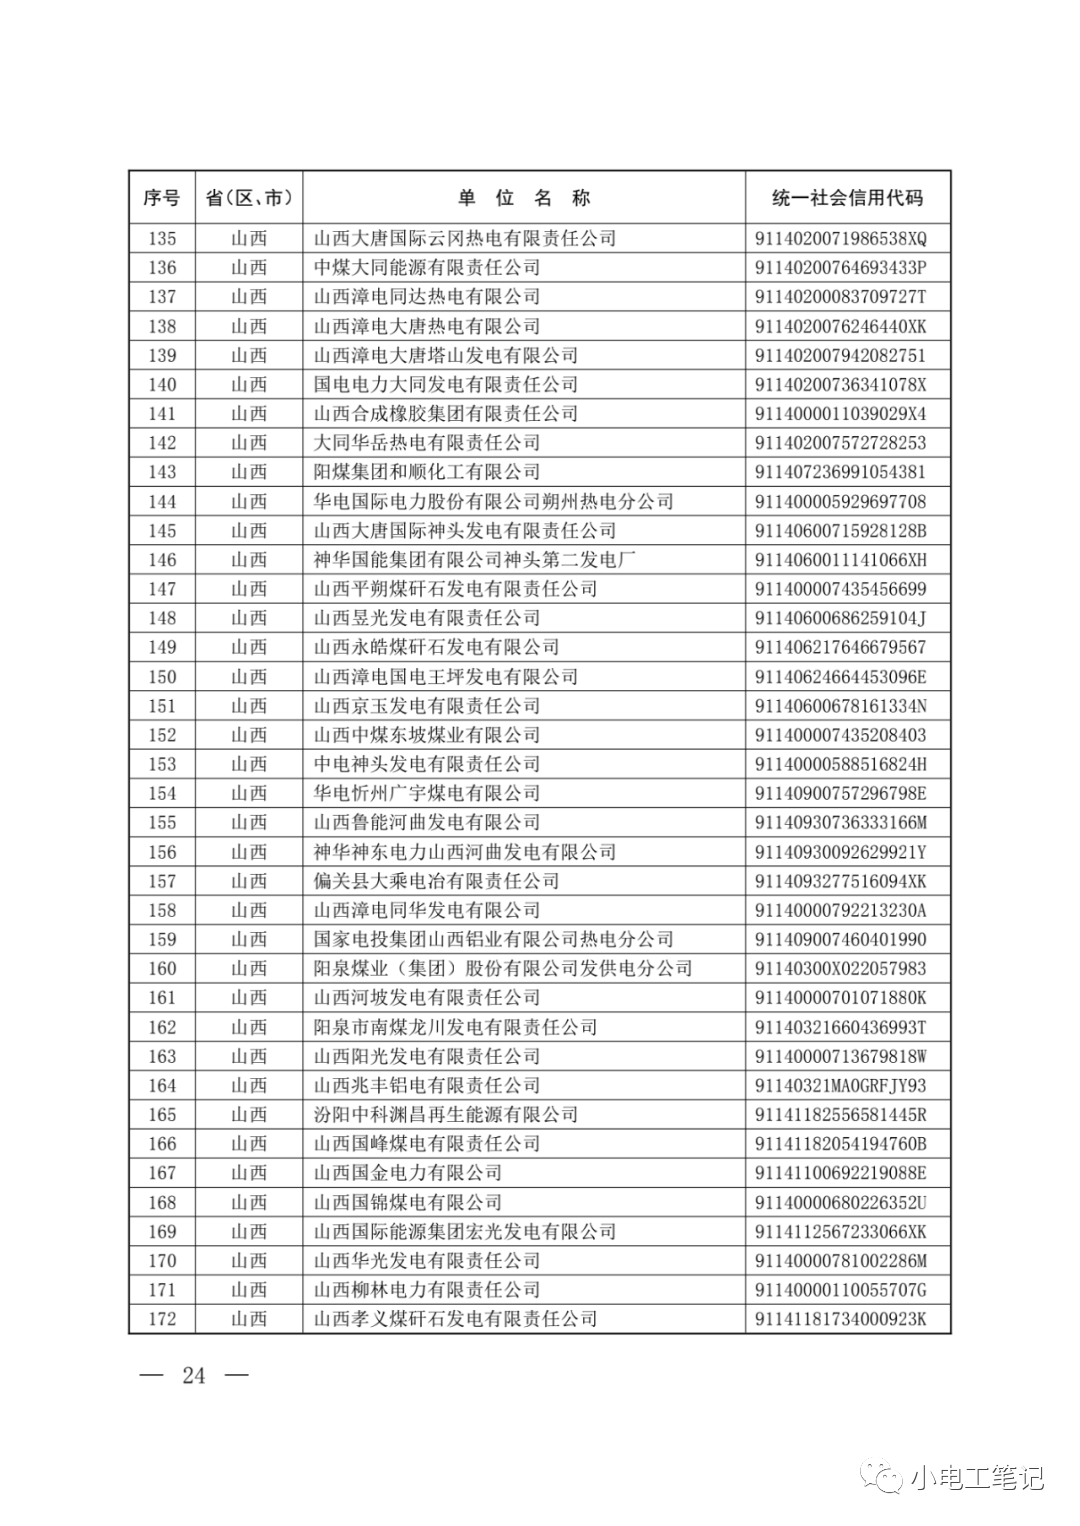 序号 省(区、市) 单位名称 统一社会信用代码
135 山西 山西大唐国际云冈热电有限责任公司 9114020071986538XQ
136 山西 中煤大同能源有限责任公司 91140200764693433P
137 山西 山西漳电同达热电有限公司 91140200083709727T
138 山西 山西漳电大唐热电有限公司 9114020076246440XK
139 山西 山西漳电大唐塔山发电有限公司 911402007942082751
140 山西 国电电力大同发电有限责任公司 91140200736341078X
141 山西 山西合成橡胶集团有限责任公司 9114000011039029X4
142 山西 大同华岳热电有限责任公司 911402007572728253
143 山西 阳煤集团和顺化工有限公司 911407236991054381
144 山西 华电国际电力股份有限公司朔州热电分公司 911400005929697708
145 山西 山西大唐国际神头发电有限责任公司 91140600715928128B
146 山西 神华国能集团有限公司神头第二发电厂 9114060011141066XH
147 山西 山西平朔煤矸石发电有限责任公司 911400007435456699
148 山西 山西昱光发电有限责任公司 91140600686259104J
149 山西 山西永皓煤矸石发电有限公司 911406217646679567
150 山西 山西漳电国电王坪发电有限公司 91140624664453096E
151 山西 山西京玉发电有限责任公司 91140600678161334N
152 山西 山西中煤东坡煤业有限公司 911400007435208403
153 山西 中电神头发电有限责任公司 91140000588516824H
154 山西 华电忻州广宇煤电有限公司 91140900757296798E
155 山西 山西鲁能河曲发电有限公司 91140930736333166M
156 山西 神华神东电力山西河曲发电有限公司 91140930092629921Y
157 山西 偏关县大乘电冶有限责任公司 9114093277516094XK
158 山西 山西漳电同华发电有限公司 91140000792213230A
159 山西 国家电投集团山西铝业有限公司热电分公司 911409007460401990
160 山西 阳泉煤业（集团）股份有限公司发供电分公司 91140300X022057983
161 山西 山西河坡发电有限责任公司 91140000701071880K
162 山西 阳泉市南煤龙川发电有限责任公司 91140321660436993T
163 山西 山西阳光发电有限责任公司 91140000713679818W
164 山西 山西兆丰铝电有限责任公司 91140321MA0GRFJY93
165 山西 汾阳中科渊昌再生能源有限公司 91141182556581445R
166 山西 山西国峰煤电有限责任公司 91141182054194760B
167 山西 山西国金电力有限公司 91141100692219088E
168 山西 山西国锦煤电有限公司 91140000680226352U
169 山西 山西国际能源集团宏光发电有限公司 9114112567233066XK
170 山西 山西华光发电有限责任公司 91140000781002286M
171 山西 山西柳林电力有限责任公司 91140000110055707G
172 山西 山西孝义煤矸石发电有限责任公司 91141181734000923K
— 24 —
小电工笔记